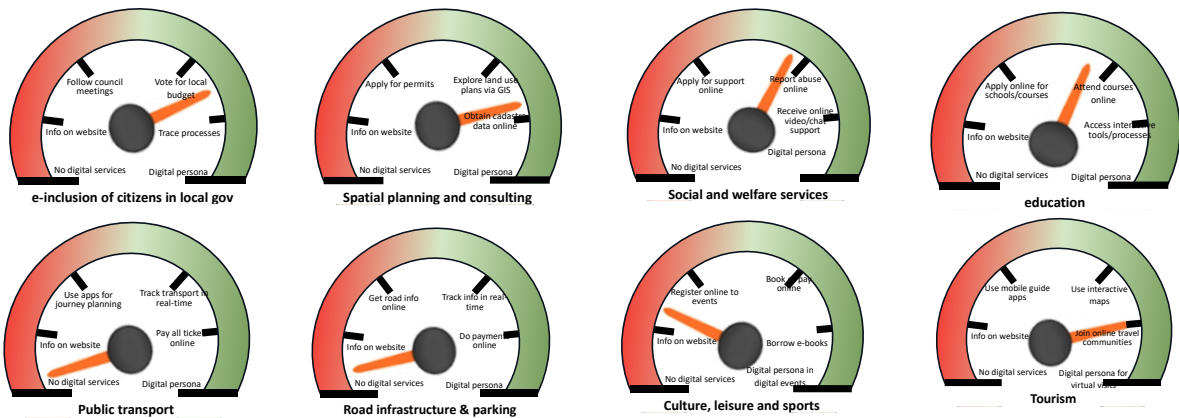 Follow council
meetings
Vote for local
budget
Info on website
Trace processes
No digital services
Digital persona
e-inclusion of citizens in local gov
Apply for permits
Explore land use
plans via GIS
Info on website
Obtain cadastre
data online
No digital services
Digital persona
Spatial planning and consulting
Apply for support
online
Report abuse
online
Info on website
Receive online
video/chat
support
No digital services
Digital persona
Social and welfare services
Apply online for
schools/courses
Attend courses
online
Info on website
Access interactive
tools/processes
No digital services
Digital persona
education
Use apps for
journey planning
Track transport in
real-time
Info on website
Pay all tickets
online
No digital services
Digital persona
Public transport
Get road info
online
Track info in real-
time
Info on website
Do payment
online
No digital services
Digital persona
Road infrastructure & parking
Register online to
events
Book pay
online
Info on website
Borrow e-books
No digital services
Digital persona in
digital events
Culture, leisure and sports
Use mobile guide
apps
Use interactive
maps
Info on website
Join online travel
communities
No digital services
Digital persona for
virtual visits
Tourism